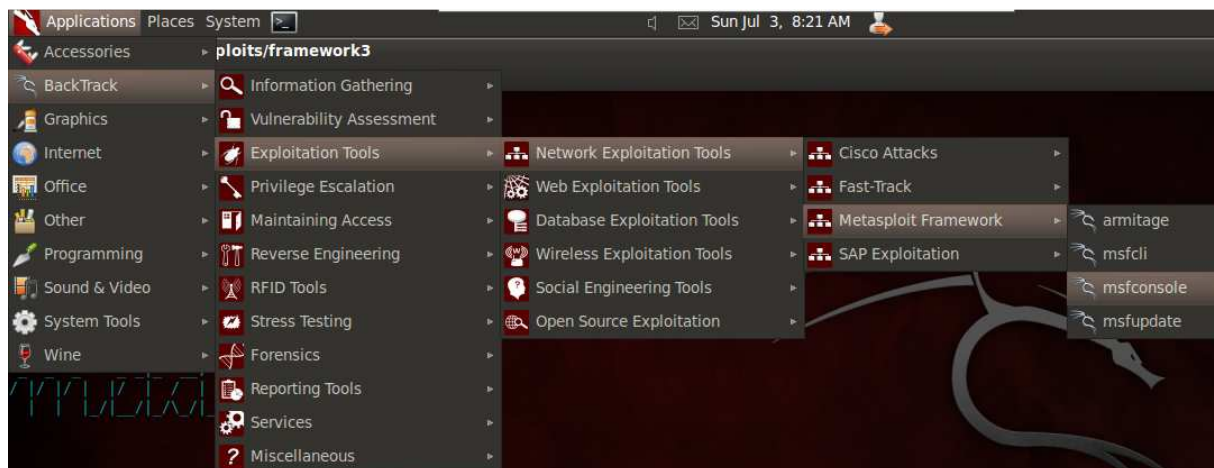 Applications Places System Sun Jul 3, 8:21 AM
ploits/framework3
Accessories
BackTrack
Graphics
Internet
Office
Other
Programming
Sound & Video
System Tools
Wine
Information Gathering
Vulnerability Assessment
Exploitation Tools
Privilege Escalation
Maintaining Access
Reverse Engineering
RFID Tools
Stress Testing
Forensics
Reporting Tools
Services
Miscellaneous
Network Exploitation Tools
Web Exploitation Tools
Database Exploitation Tools
Wireless Exploitation Tools
Social Engineering Tools
Open Source Exploitation
Cisco Attacks
Fast-Track
Metasploit Framework
SAP Exploitation
armitage
msfcli
msfconsole
msfupdate